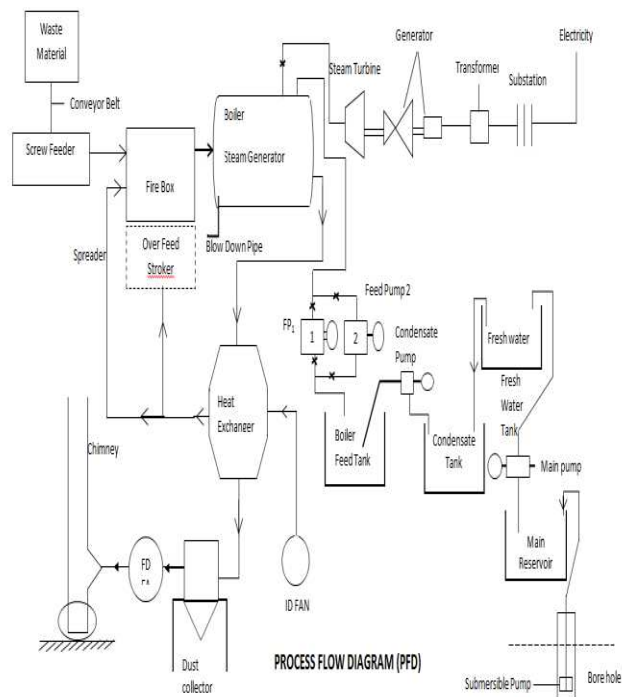 Waste
Material
Conveyor Belt
Screw Feeder
Fire Box
Boiler
Steam Generator
Blow Down Pipe
Over Feed
Stroker
Spreader
Steam Turbine
Generator
Transformer
Substation
Electricity
Feed Pump 2
FP1
1
2
Condensate
Pump
Fresh water
Fresh
Water
Tank
Boiler
Feed Tank
Condensate
Tank
Main pump
Main
Reservoir
Heat
Exchanger
Chimney
FD
ID FAN
Dust
collector
PROCESS FLOW DIAGRAM (PFD)
Submersible Pump
Bore hole